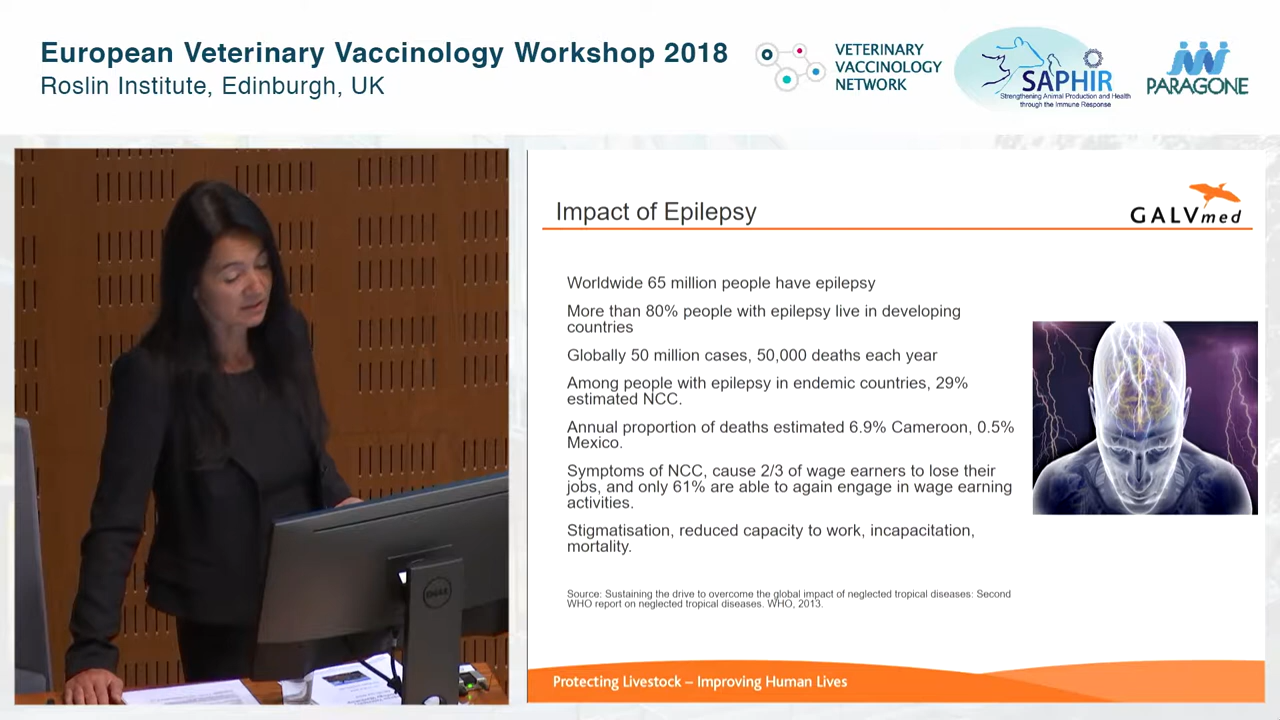 European Veterinary Vaccinology Workshop 2018
Roslin Institute, Edinburgh, UK
VETERINARY
VACCINOLOGY
NETWORK
SAPHIR
Strengthening Animal Production and Health
through the Immune Response
PARAGONE
Impact of Epilepsy
GALVmed
Worldwide 65 million people have epilepsy
More than 80% people with epilepsy live in developing
countries
Globally 50 million cases, 50,000 deaths each year
Among people with epilepsy in endemic countries, 29%
estimated NCC.
Annual proportion of deaths estimated 6.9% Cameroon, 0.5%
Mexico.
Symptoms of NCC, cause 2/3 of wage earners to lose their
jobs, and only 61% are able to again engage in wage earning
activities.
Stigmatisation, reduced capacity to work, incapacitation,
mortality.
Source: Sustaining the drive to overcome the global impact of neglected tropical diseases: Second
WHO report on neglected tropical diseases. WHO, 2013.
Protecting Livestock – Improving Human Lives
DELL